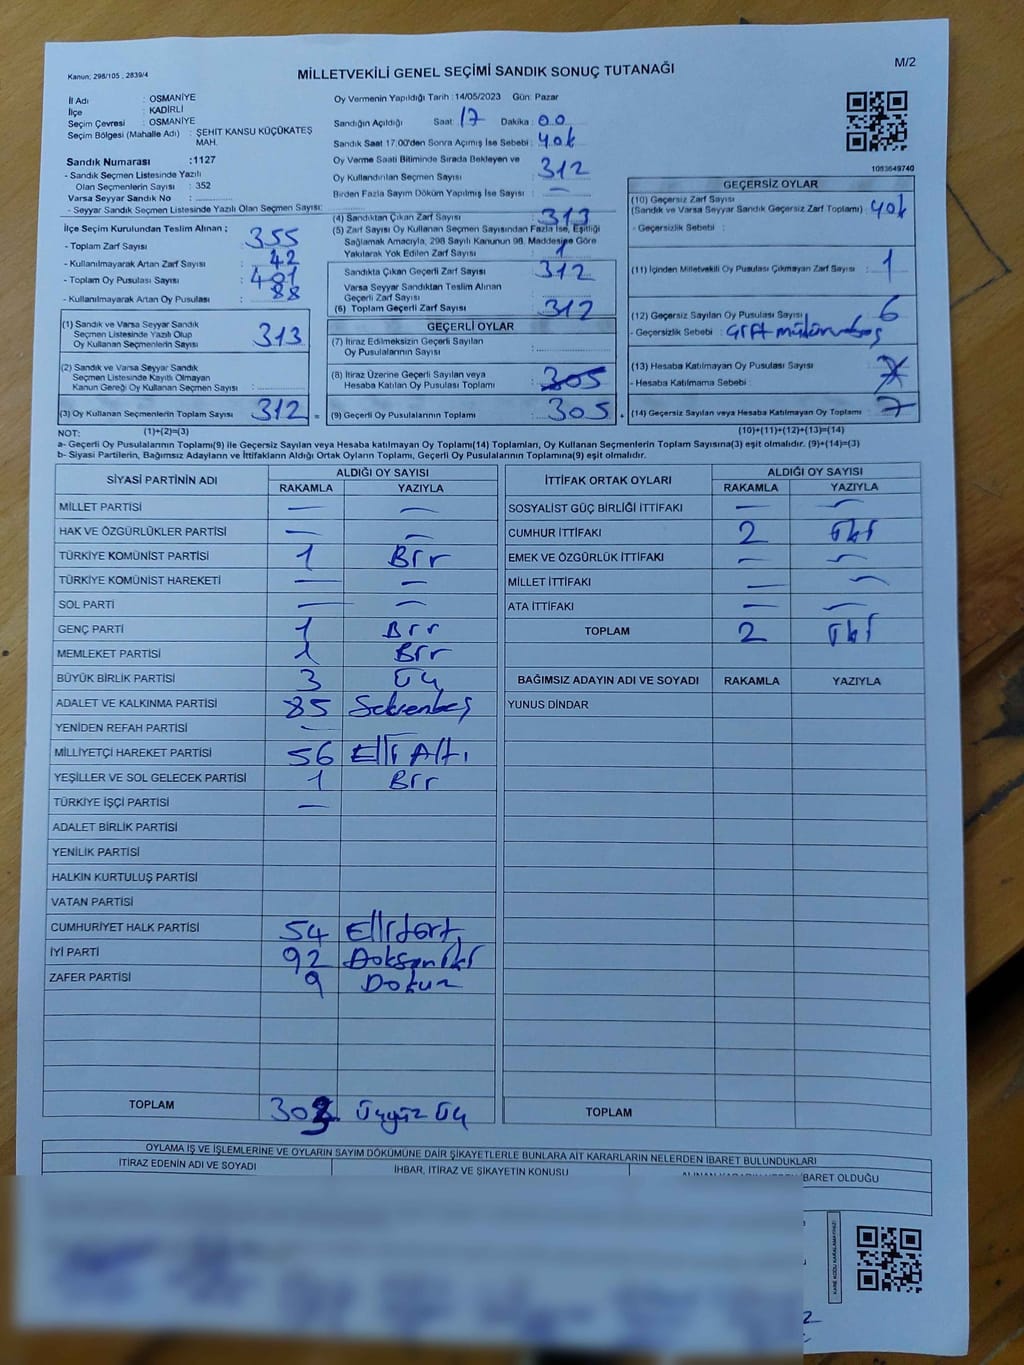 Kanun; 298/105 , 2839/4
MİLLETVEKİLİ GENEL SEÇİMİ SANDIK SONUÇ TUTANAĞI
M/2
İl Adı : OSMANİYE
İlçe : KADİRLİ
Seçim Çevresi : OSMANİYE
Seçim Bölgesi (Mahalle Adı) : ŞEHİT KANSU KÜÇÜKATEŞ MAH.
Sandık Numarası :1127
- Sandık Seçmen Listesinde Yazılı
Olan Seçmenlerin Sayısı : 352
Varsa Seyyar Sandık No :
- Seyyar Sandık Seçmen Listesinde Yazılı Olan Seçmen Sayısı:
Oy Vermenin Yapıldığı Tarih :14/05/2023 Gün: Pazar
Sandığın Açıldığı Saat : 17 Dakika : 00
Sandık Saat 17.00'den Sonra Açımış İse Sebebi : yok
Oy Verme Saati Bitiminde Sırada Bekleyen ve
Oy Kullandırılan Seçmen Sayısı : 312
Birden Fazla Sayım Döküm Yapılmış İse Sayısı : —
1083649740
İlçe Seçim Kurulundan Teslim Alınan ;
- Toplam Zarf Sayısı : 355
- Kullanılmayarak Artan Zarf Sayısı : 42
- Toplam Oy Pusulası Sayısı : 401
- Kullanılmayarak Artan Oy Pusulası : 88
(4) Sandıktan Çıkan Zarf Sayısı : 313
(5) Zarf Sayısı Oy Kullanan Seçmen Sayısından Fazla İse, Eşitliği
Sağlamak Amacıyla, 298 Sayılı Kanunun 98. Maddesine Göre
Yakılarak Yok Edilen Zarf Sayısı : 1
Sandıkta Çıkan Geçerli Zarf Sayısı : 312
Varsa Seyyar Sandıktan Teslim Alınan
Geçerli Zarf Sayısı :
(6) Toplam Geçerli Zarf Sayısı : 312
GEÇERSİZ OYLAR
(10) Geçersiz Zarf Sayısı
(Sandık ve Varsa Seyyar Sandık Geçersiz Zarf Toplamı) : yok
- Geçersizlik Sebebi :
(11) İçinden Milletvekili Oy Pusulası Çıkmayan Zarf Sayısı : 1
(12) Geçersiz Sayılan Oy Pusulası Sayısı : 6
- Geçersizlik Sebebi :
(13) Hesaba Katılmayan Oy Pusulası Sayısı :
- Hesaba Katılmama Sebebi :
(14) Geçersiz Sayılan veya Hesaba Katılmayan Oy Toplamı : 7
(10)+(11)+(12)+(13)=(14)
(1) Sandık ve Varsa Seyyar Sandık
Seçmen Listesinde Yazılı Olup
Oy Kullanan Seçmenlerin Sayısı : 313
(2) Sandık ve Varsa Seyyar Sandık
Seçmen Listesinde Kayıtlı Olmayan
Kanun Gereği Oy Kullanan Seçmen Sayısı :
(3) Oy Kullanan Seçmenlerin Toplam Sayısı : 312 =
(1)+(2)=(3)
GEÇERLİ OYLAR
(7) İtiraz Edilmeksizin Geçerli Sayılan
Oy Pusulalarının Sayısı :
(8) İtiraz Üzerine Geçerli Sayılan veya
Hesaba Katılan Oy Pusulası Toplamı : 305
(9) Geçerli Oy Pusulalarının Toplamı : 305 +
NOT:
a- Geçerli Oy Pusulalarının Toplamı(9) ile Geçersiz Sayılan veya Hesaba katılmayan Oy Toplamı(14) Toplamları, Oy Kullanan Seçmenlerin Toplam Sayısına(3) eşit olmalıdır. (9)+(14)=(3)
b- Siyasi Partilerin, Bağımsız Adayların ve İttifakların Aldığı Ortak Oyların Toplamı, Geçerli Oy Pusulalarının Toplamına(9) eşit olmalıdır.
SİYASİ PARTİNİN ADI ALDIĞI OY SAYISI
RAKAMLA YAZIYLA
MİLLET PARTİSİ — —
HAK VE ÖZGÜRLÜKLER PARTİSİ — —
TÜRKİYE KOMÜNİST PARTİSİ 1 Bir
TÜRKİYE KOMÜNİST HAREKETİ — —
SOL PARTİ — —
GENÇ PARTİ 1 Bir
MEMLEKET PARTİSİ 1 Bir
BÜYÜK BİRLİK PARTİSİ 3 Üç
ADALET VE KALKINMA PARTİSİ 85 Seksenbeş
YENİDEN REFAH PARTİSİ —
MİLLİYETÇİ HAREKET PARTİSİ 56 Elli Altı
YEŞİLLER VE SOL GELECEK PARTİSİ 1 Bir
TÜRKİYE İŞÇİ PARTİSİ —
ADALET BİRLİK PARTİSİ
YENİLİK PARTİSİ
HALKIN KURTULUŞ PARTİSİ
VATAN PARTİSİ
CUMHURİYET HALK PARTİSİ 54 Ellidört
İYİ PARTİ 92 Doksaniki
ZAFER PARTİSİ 9 Dokuz
TOPLAM 303 Üçyüz Üç
İTTİFAK ORTAK OYLARI ALDIĞI OY SAYISI
RAKAMLA YAZIYLA
SOSYALİST GÜÇ BİRLİĞİ İTTİFAKI — —
CUMHUR İTTİFAKI 2 İki
EMEK VE ÖZGÜRLÜK İTTİFAKI — —
MİLLET İTTİFAKI — —
ATA İTTİFAKI — —
TOPLAM 2 İki
BAĞIMSIZ ADAYIN ADI VE SOYADI RAKAMLA YAZIYLA
YUNUS DİNDAR
TOPLAM
OYLAMA İŞ VE İŞLEMLERİNE VE OYLARIN SAYIM DÖKÜMÜNE DAİR ŞİKAYETLERLE BUNLARA AİT KARARLARIN NELERDEN İBARET BULUNDUKLARI
İTİRAZ EDENİN ADI VE SOYADI
İHBAR, İTİRAZ VE ŞİKAYETİN KONUSU
İBARET OLDUĞU
KARE KODU KARALAMAYINIZ!